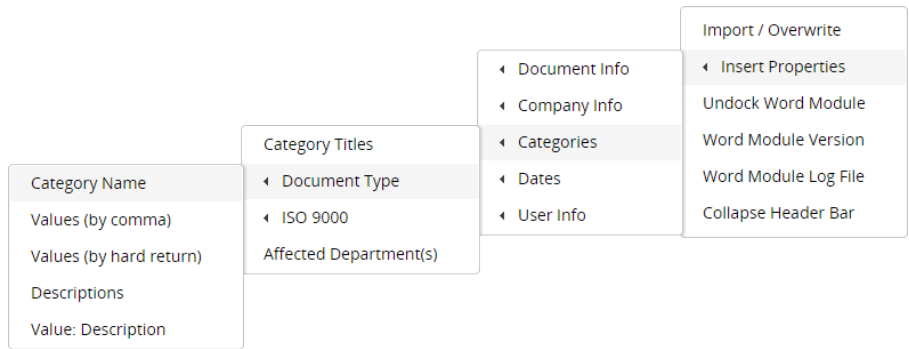 Import / Overwrite
Insert Properties
Undock Word Module
Word Module Version
Word Module Log File
Collapse Header Bar
Document Info
Company Info
Categories
Dates
User Info
Category Titles
Document Type
ISO 9000
Affected Department(s)
Category Name
Values (by comma)
Values (by hard return)
Descriptions
Value: Description